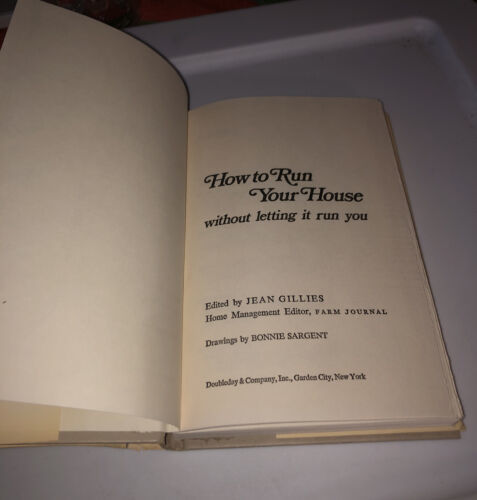 How to Run
Your House
without letting it run you
Edited by JEAN GILLIES
Home Management Editor, FARM JOURNAL
Drawings by BONNIE SARGENT
Doubleday & Company, Inc., Garden City, New York